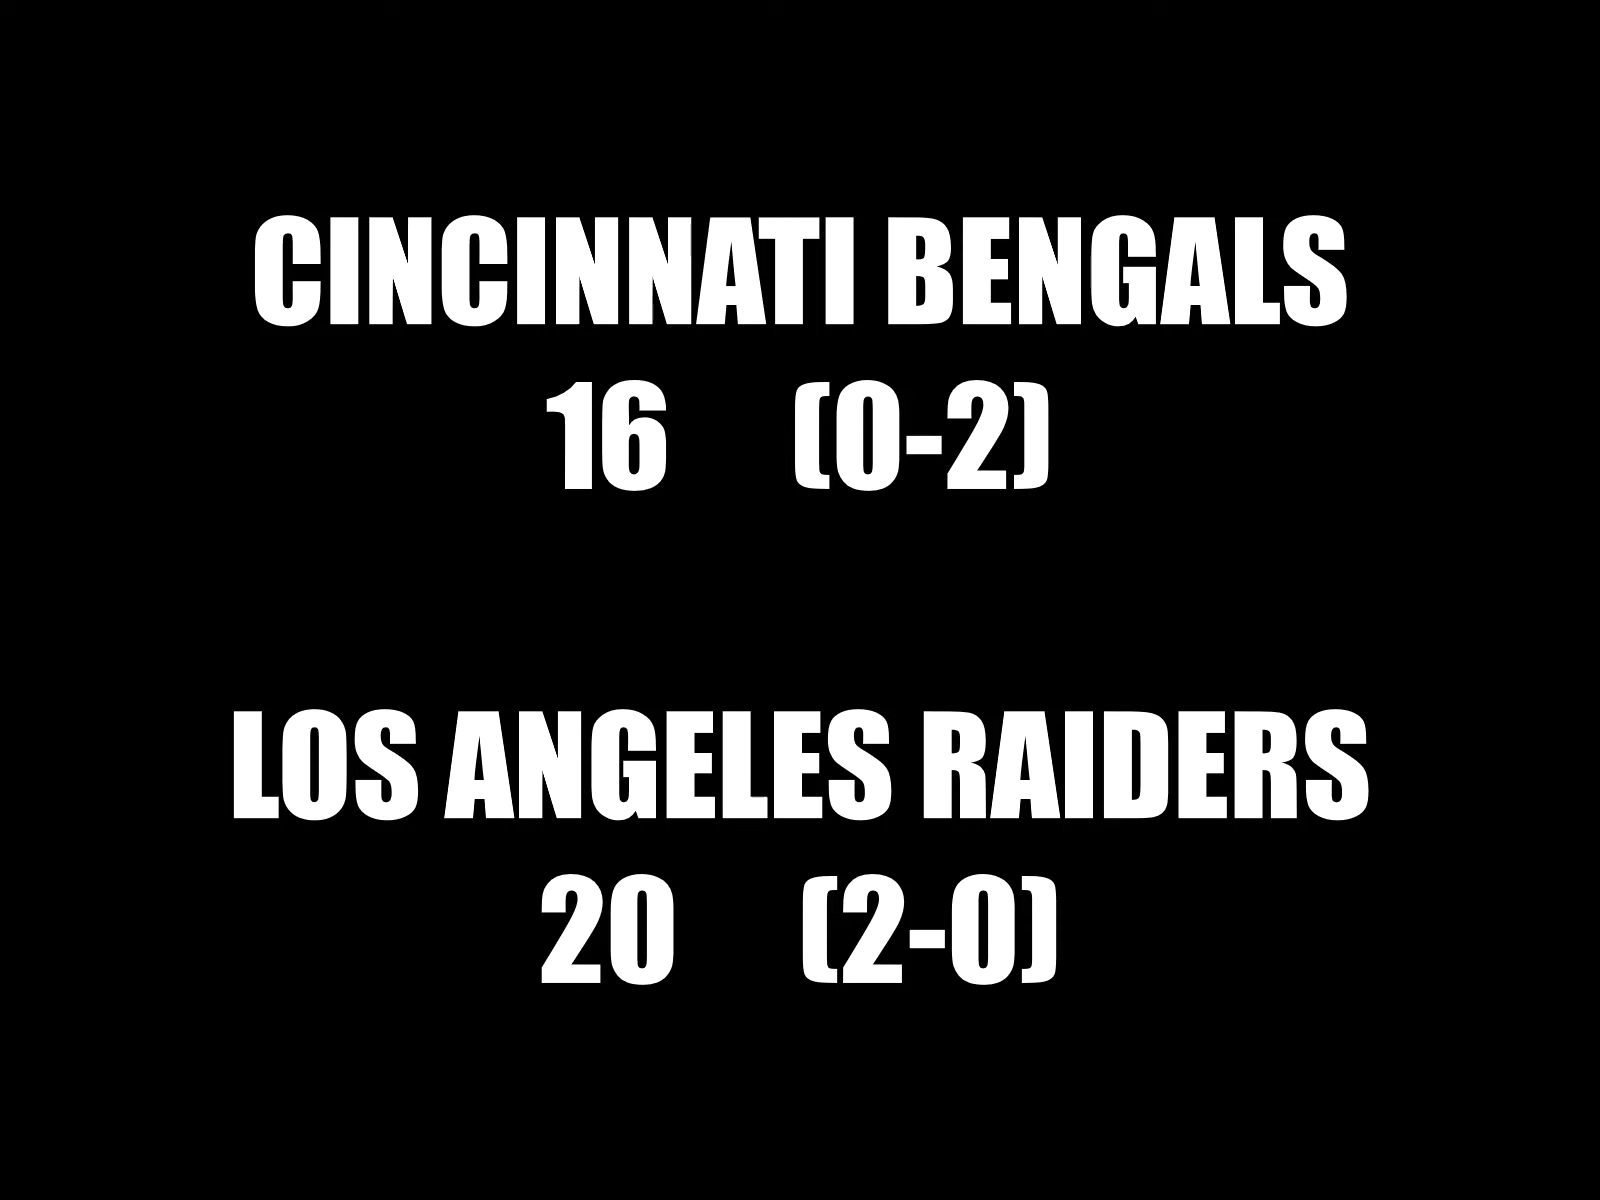 CINCINNATI BENGALS
16 (0-2)
LOS ANGELES RAIDERS
20 (2-0)